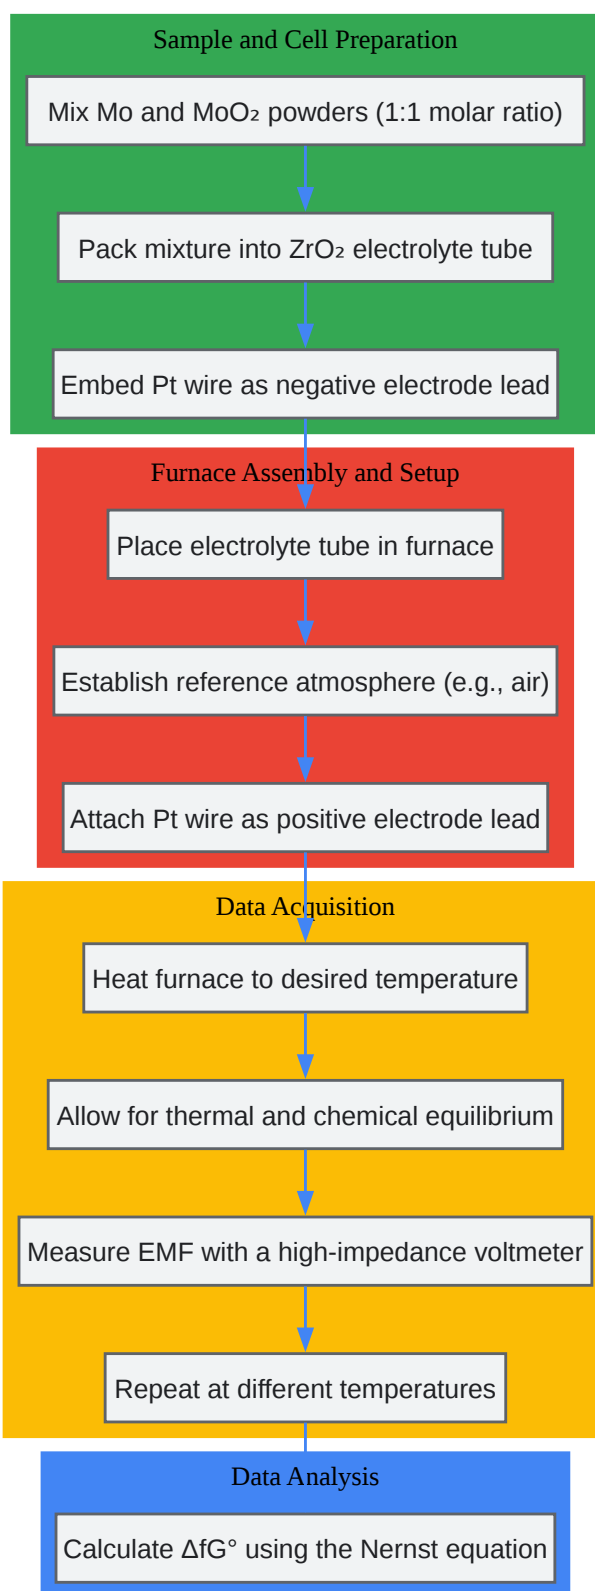 Sample and Cell Preparation
Mix Mo and MoO₂ powders (1:1 molar ratio)
Pack mixture into ZrO₂ electrolyte tube
Embed Pt wire as negative electrode lead
Furnace Assembly and Setup
Place electrolyte tube in furnace
Establish reference atmosphere (e.g., air)
Attach Pt wire as positive electrode lead
Data Acquisition
Heat furnace to desired temperature
Allow for thermal and chemical equilibrium
Measure EMF with a high-impedance voltmeter
Repeat at different temperatures
Data Analysis
Calculate ΔfG° using the Nernst equation